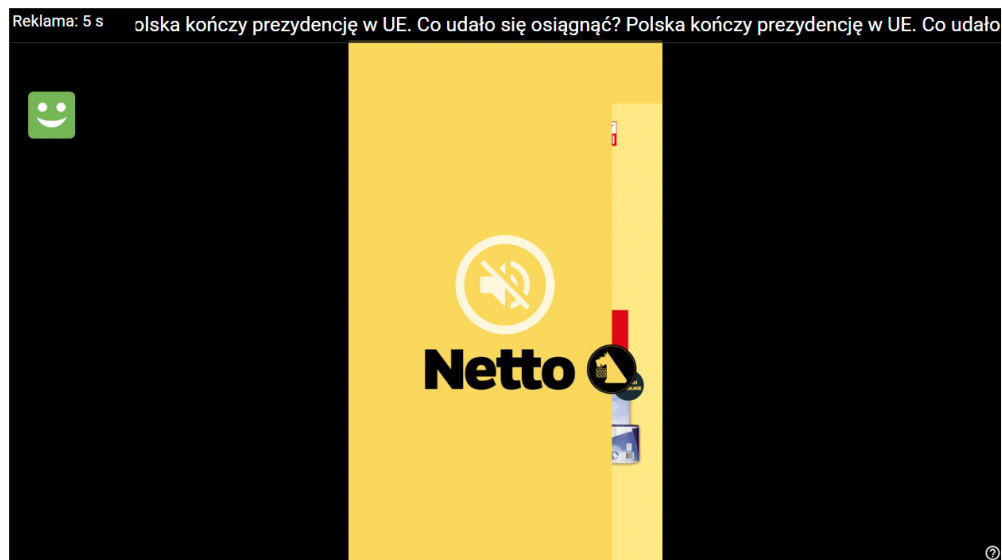 Reklama: 5 s
olska kończy prezydencję w UE. Co udało się osiągnąć? Polska kończy prezydencję w UE. Co udało
Netto